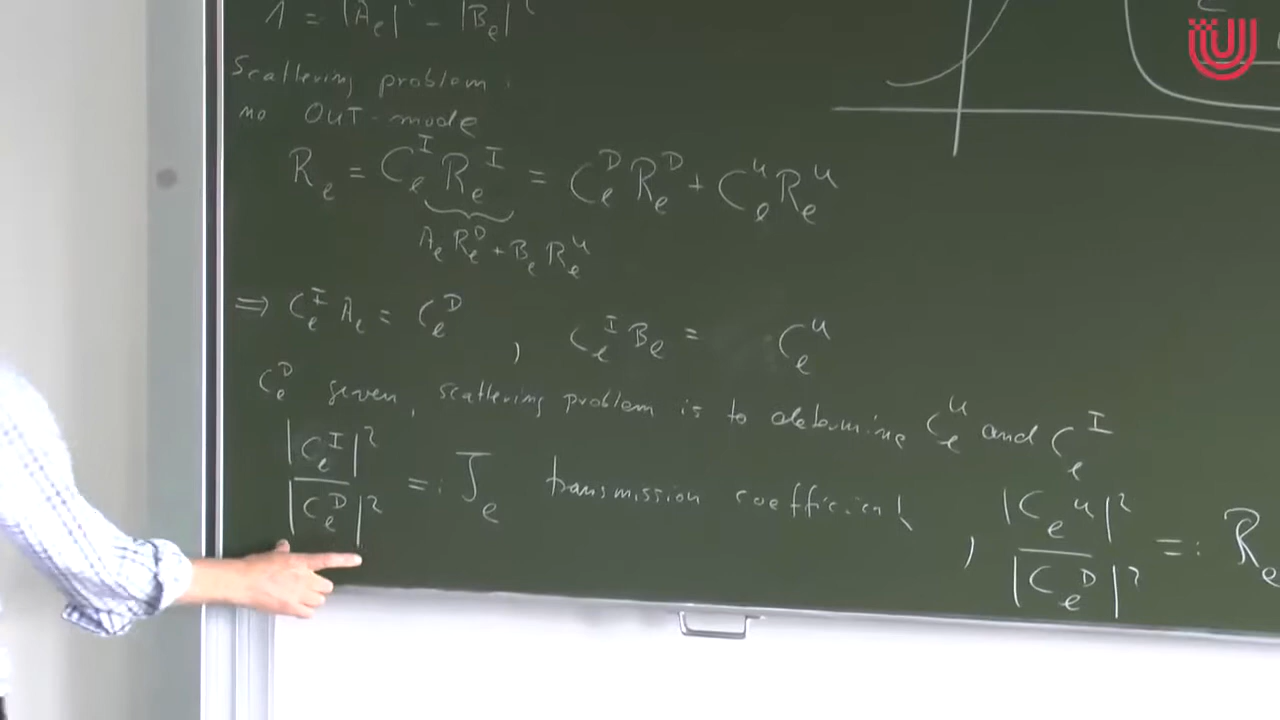 1 = |A_ℓ|² - |B_ℓ|²
Scattering problem:
no OUT-mode
R_ℓ = C_ℓ^I R_ℓ^I = C_ℓ^D R_ℓ^D + C_ℓ^u R_ℓ^u
A_ℓ R_ℓ^D + B_ℓ R_ℓ^u
⇒ C_ℓ^I A_ℓ = C_ℓ^D , C_ℓ^I B_ℓ = C_ℓ^u
C_ℓ^D given, scattering problem is to determine C_ℓ^u and C_ℓ^I
|C_ℓ^I|² / |C_ℓ^D|² =: T_ℓ transmission coefficient , |C_ℓ^u|² / |C_ℓ^D|² =: R_ℓ